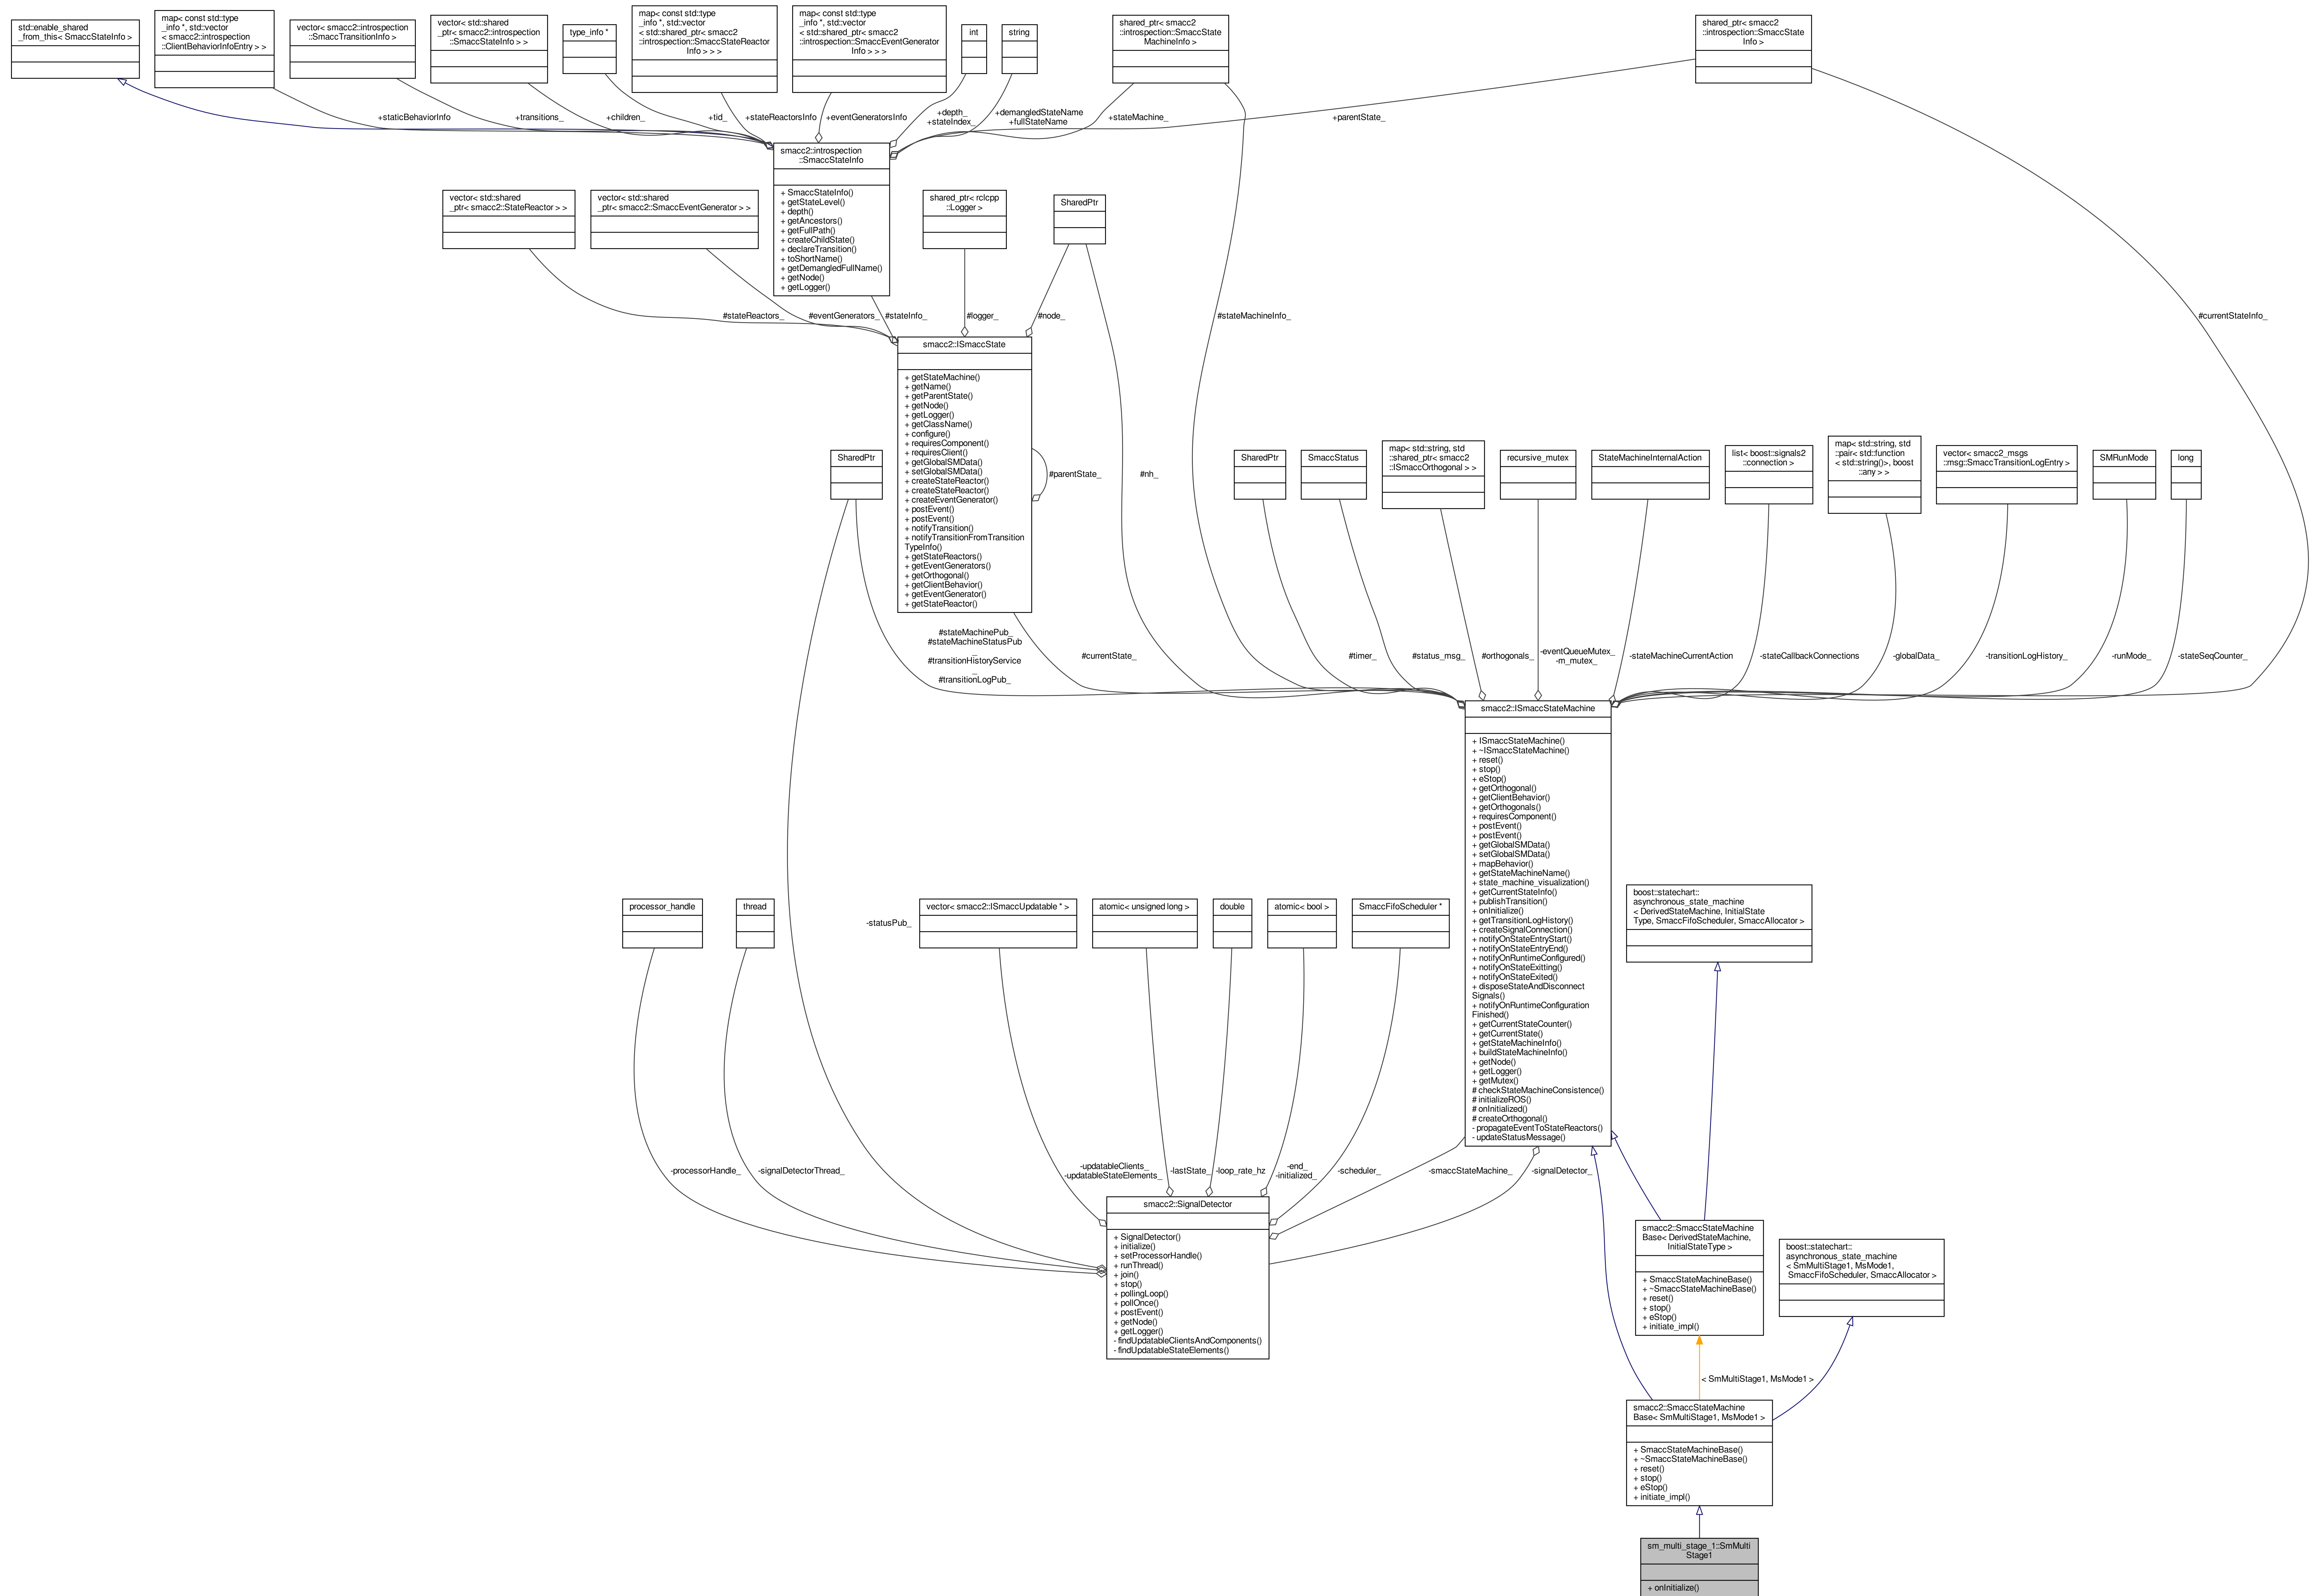 std::enable_shared
_from_this< SmaccStateInfo >
map< const std::type
_info *, std::vector
< smacc2::introspection
::ClientBehaviorInfoEntry > >
vector< smacc2::introspection
::SmaccTransitionInfo >
vector< std::shared
_ptr< smacc2::introspection
::SmaccStateInfo > >
type_info *
map< const std::type
_info *, std::vector
< std::shared_ptr< smacc2
::introspection::SmaccStateReactor
Info > > >
map< const std::type
_info *, std::vector
< std::shared_ptr< smacc2
::introspection::SmaccEventGenerator
Info > > >
int
string
shared_ptr< smacc2
::introspection::SmaccState
MachineInfo >
shared_ptr< smacc2
::introspection::SmaccState
Info >
+staticBehaviorInfo
+transitions_
+children_
+tid_
+stateReactorsInfo
+eventGeneratorsInfo
+depth_
+stateIndex_
+demangledStateName
+fullStateName
+stateMachine_
+parentState_
smacc2::introspection
::SmaccStateInfo
+ SmaccStateInfo()
+ getStateLevel()
+ depth()
+ getAncestors()
+ getFullPath()
+ createChildState()
+ declareTransition()
+ toShortName()
+ getDemangledFullName()
+ getNode()
+ getLogger()
vector< std::shared
_ptr< smacc2::StateReactor > >
vector< std::shared
_ptr< smacc2::SmaccEventGenerator > >
shared_ptr< rclcpp
::Logger >
SharedPtr
#stateReactors_
#eventGenerators_
#stateInfo_
#logger_
#node_
#stateMachineInfo_
#currentStateInfo_
smacc2::ISmaccState
+ getStateMachine()
+ getName()
+ getParentState()
+ getNode()
+ getLogger()
+ getClassName()
+ configure()
+ requiresComponent()
+ requiresClient()
+ getGlobalSMData()
+ setGlobalSMData()
+ createStateReactor()
+ createStateReactor()
+ createEventGenerator()
+ postEvent()
+ postEvent()
+ notifyTransition()
+ notifyTransitionFromTransition
TypeInfo()
+ getStateReactors()
+ getEventGenerators()
+ getOrthogonal()
+ getClientBehavior()
+ getEventGenerator()
+ getStateReactor()
#parentState_
#nh_
SharedPtr
SharedPtr
SmaccStatus
map< std::string, std
::shared_ptr< smacc2
::ISmaccOrthogonal > >
recursive_mutex
StateMachineInternalAction
list< boost::signals2
::connection >
map< std::string, std
::pair< std::function
< std::string()>, boost
::any > >
vector< smacc2_msgs
::msg::SmaccTransitionLogEntry >
SMRunMode
long
#stateMachinePub_
#stateMachineStatusPub
_
#transitionHistoryService
_
#transitionLogPub_
#currentState_
#timer_
#status_msg_
#orthogonals_
-eventQueueMutex_
-m_mutex_
-stateMachineCurrentAction
-stateCallbackConnections
-globalData_
-transitionLogHistory_
-runMode_
-stateSeqCounter_
smacc2::ISmaccStateMachine
+ ISmaccStateMachine()
+ ~ISmaccStateMachine()
+ reset()
+ stop()
+ eStop()
+ getOrthogonal()
+ getClientBehavior()
+ getOrthogonals()
+ requiresComponent()
+ postEvent()
+ postEvent()
+ getGlobalSMData()
+ setGlobalSMData()
+ mapBehavior()
+ getStateMachineName()
+ state_machine_visualization()
+ getCurrentStateInfo()
+ publishTransition()
+ onInitialize()
+ getTransitionLogHistory()
+ createSignalConnection()
+ notifyOnStateEntryStart()
+ notifyOnStateEntryEnd()
+ notifyOnRuntimeConfigured()
+ notifyOnStateExitting()
+ notifyOnStateExited()
+ disposeStateAndDisconnect
Signals()
+ notifyOnRuntimeConfiguration
Finished()
+ getCurrentStateCounter()
+ getCurrentState()
+ getStateMachineInfo()
+ buildStateMachineInfo()
+ getNode()
+ getLogger()
+ getMutex()
# checkStateMachineConsistence()
# initializeROS()
# onInitialized()
# createOrthogonal()
- propagateEventToStateReactors()
- updateStatusMessage()
processor_handle
thread
-statusPub_
vector< smacc2::ISmaccUpdatable * >
atomic< unsigned long >
double
atomic< bool >
SmaccFifoScheduler *
boost::statechart::
asynchronous_state_machine
< DerivedStateMachine, InitialState
Type, SmaccFifoScheduler, SmaccAllocator >
-processorHandle_
-signalDetectorThread_
-updatableClients_
-updatableStateElements_
-lastState_
-loop_rate_hz
-end_
-initialized_
-scheduler_
-smaccStateMachine_
-signalDetector_
smacc2::SignalDetector
+ SignalDetector()
+ initialize()
+ setProcessorHandle()
+ runThread()
+ join()
+ stop()
+ pollingLoop()
+ pollOnce()
+ postEvent()
+ getNode()
+ getLogger()
- findUpdatableClientsAndComponents()
- findUpdatableStateElements()
smacc2::SmaccStateMachine
Base< DerivedStateMachine,
InitialStateType >
+ SmaccStateMachineBase()
+ ~SmaccStateMachineBase()
+ reset()
+ stop()
+ eStop()
+ initiate_impl()
boost::statechart::
asynchronous_state_machine
< SmMultiStage1, MsMode1,
SmaccFifoScheduler, SmaccAllocator >
< SmMultiStage1, MsMode1 >
smacc2::SmaccStateMachine
Base< SmMultiStage1, MsMode1 >
+ SmaccStateMachineBase()
+ ~SmaccStateMachineBase()
+ reset()
+ stop()
+ eStop()
+ initiate_impl()
sm_multi_stage_1::SmMulti
Stage1
+ onInitialize()